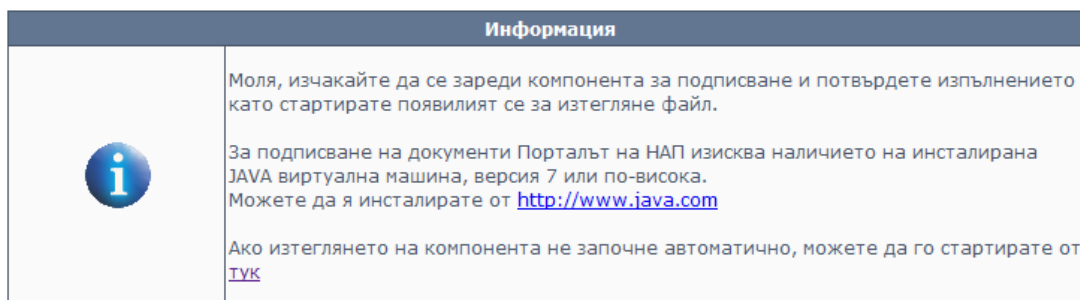 Информация
Моля, изчакайте да се зареди компонента за подписване и потвърдете изпълнението
като стартирате появилият се за изтегляне файл.
За подписване на документи Порталът на НАП изисква наличието на инсталирана
JAVA виртуална машина, версия 7 или по-висока.
Можете да я инсталирате от http://www.java.com
Ако изтеглянето на компонента не започне автоматично, можете да го стартирате от
тук